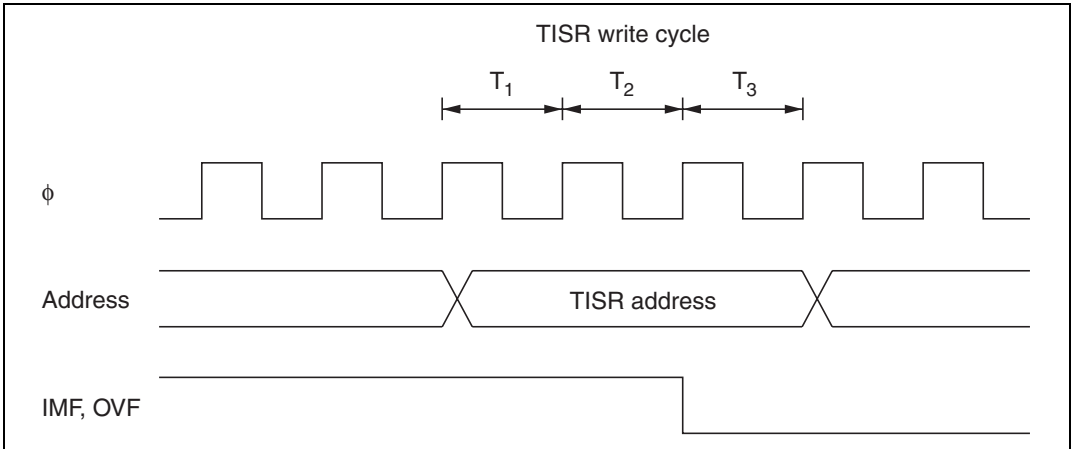 TISR write cycle
T1 T2 T3
φ
Address TISR address
IMF, OVF